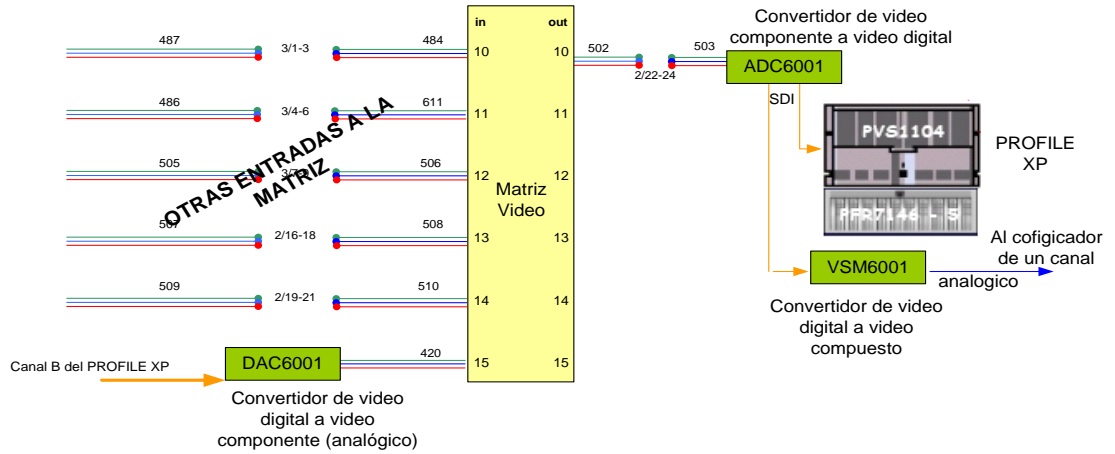 in
out
Convertidor de video
componente a video digital
487
3/1-3
484
10
10
502
503
2/22-24
ADC6001
SDI
486
3/4-6
611
11
11
PVS1104
PROFILE
XP
OTRAS ENTRADAS A LA
MATRIZ
505
506
12
12
Matriz
Video
PFR7146 - S
507
2/16-18
508
13
13
Al cofigicador
de un canal
analogico
VSM6001
509
2/19-21
510
14
14
Convertidor de video
digital a video
compuesto
Canal B del PROFILE XP
DAC6001
420
15
15
Convertidor de video
digital a video
componente (analógico)